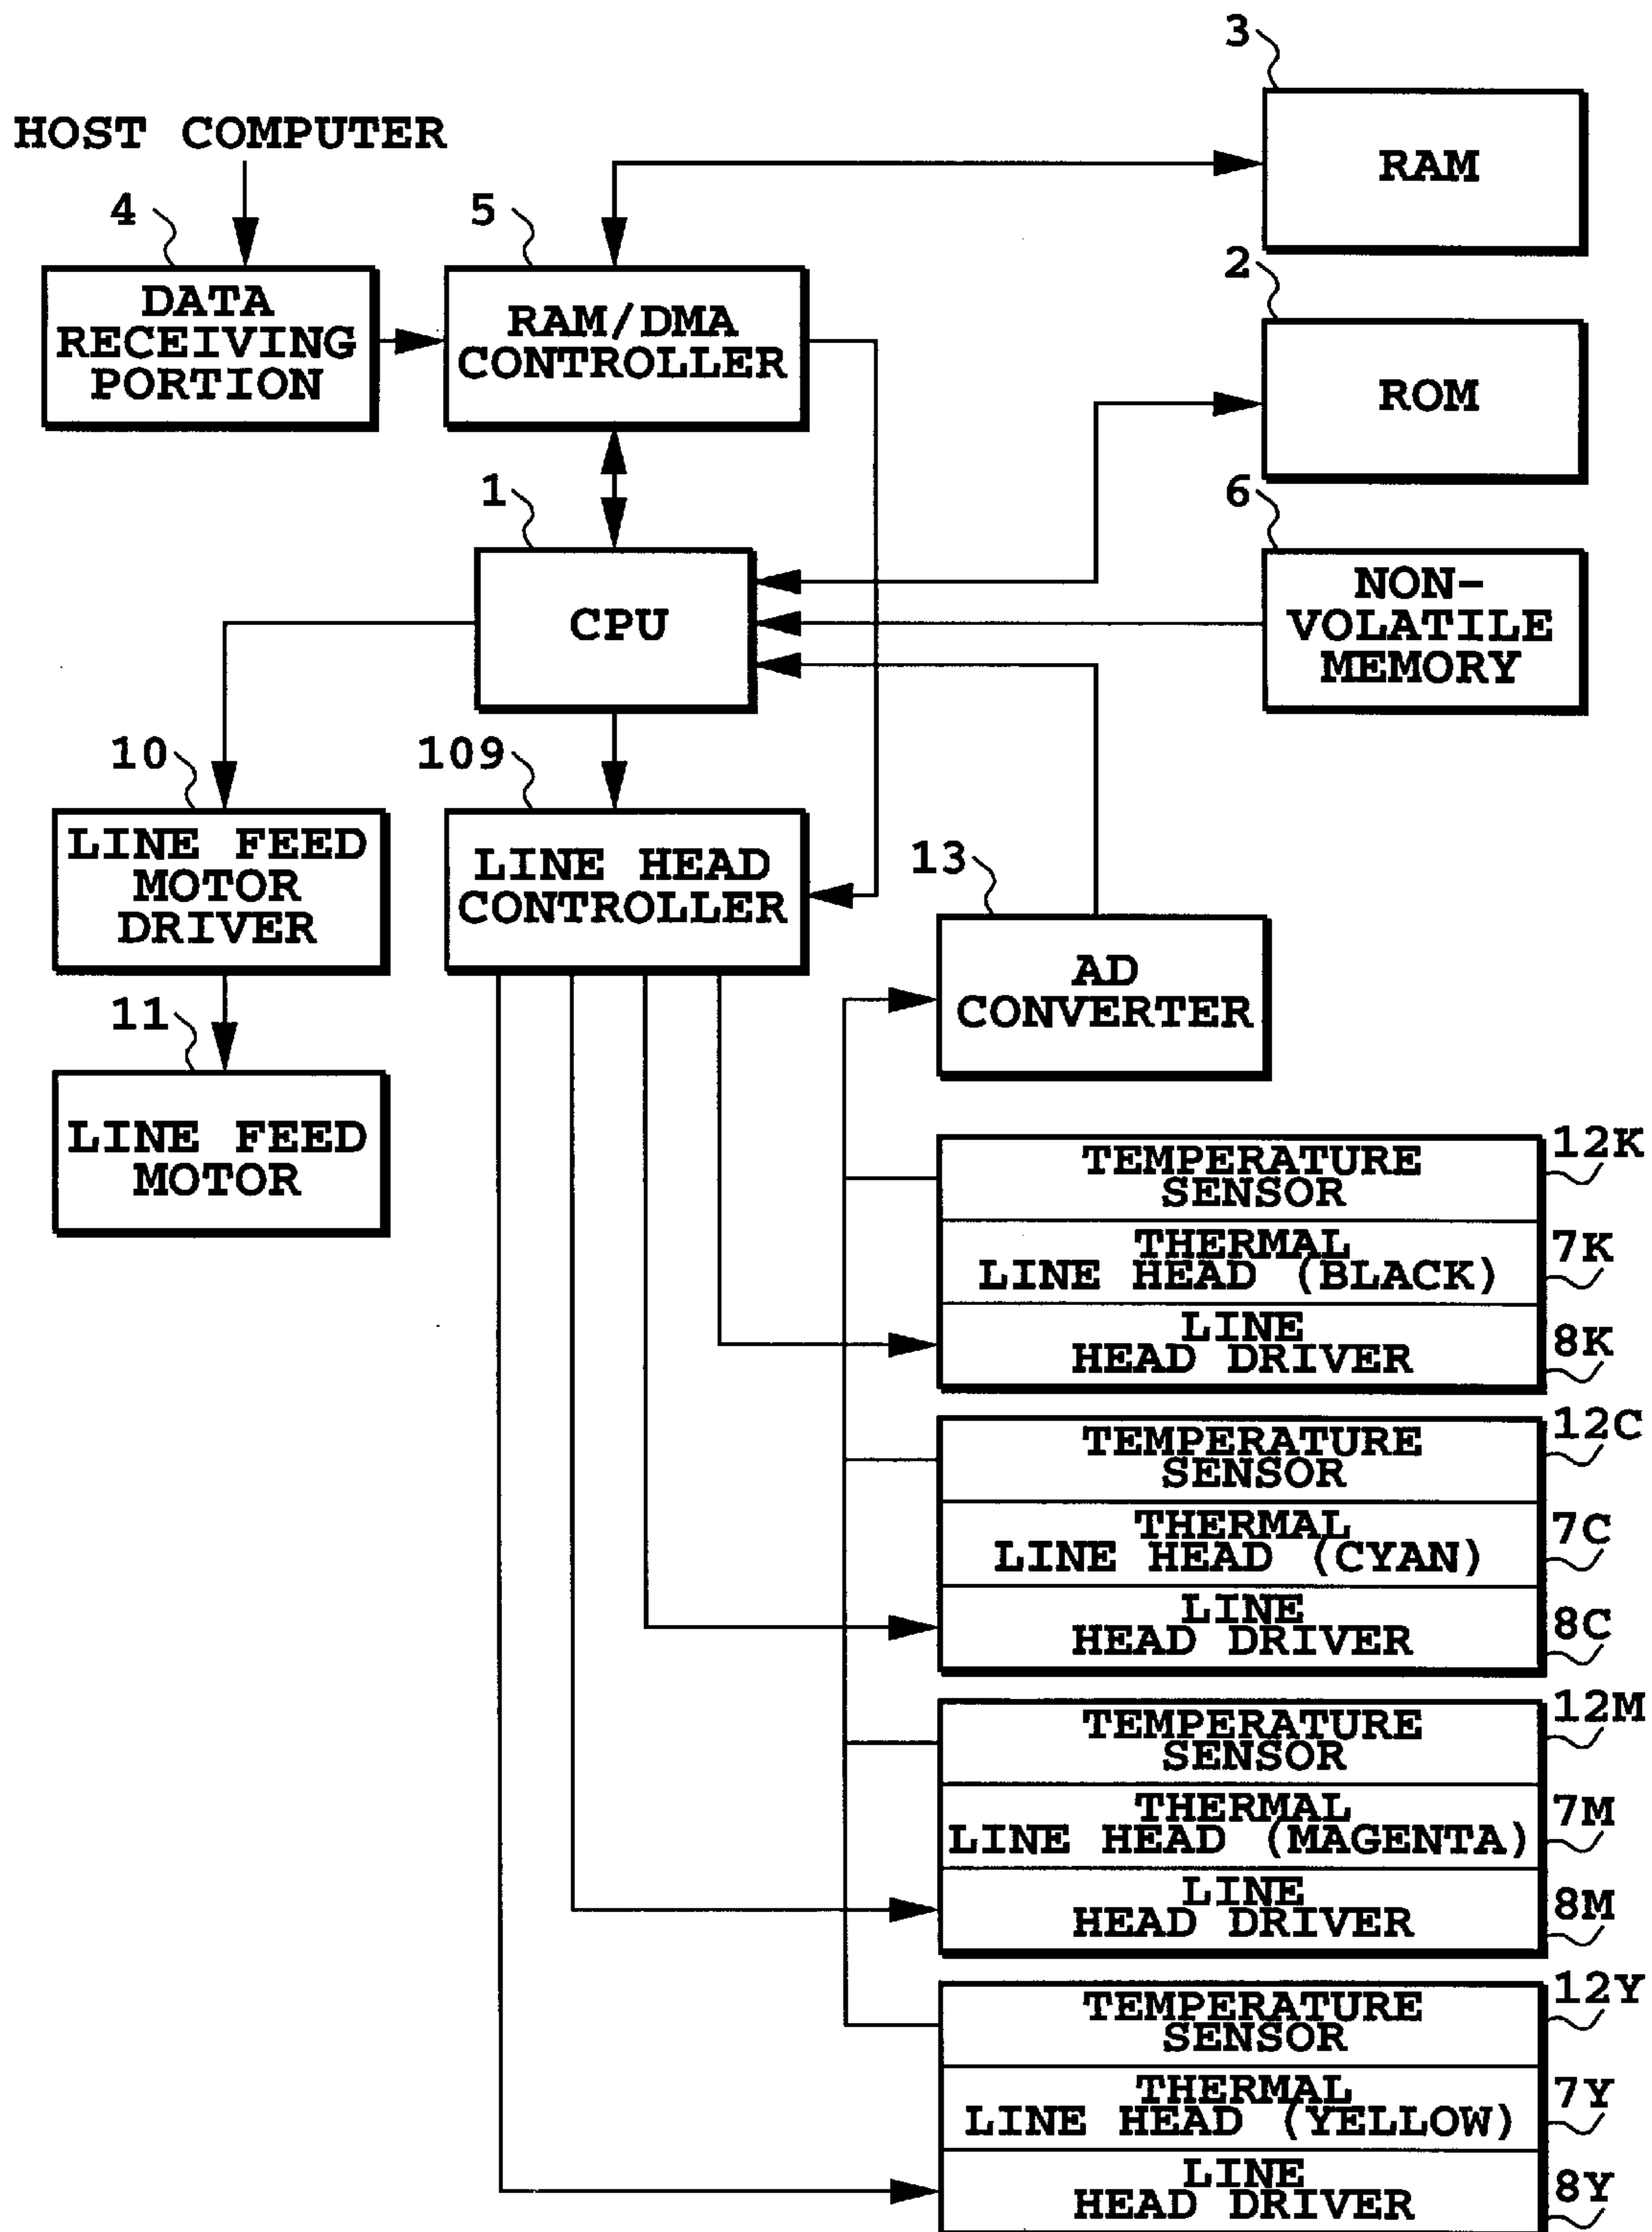 3
HOST COMPUTER
RAM
4
5
2
DATA
RECEIVING
PORTION
RAM/DMA
CONTROLLER
ROM
1
6
CPU
NON-
VOLATILE
MEMORY
10
109
LINE FEED
MOTOR
DRIVER
LINE HEAD
CONTROLLER
13
AD
CONVERTER
11
LINE FEED
MOTOR
TEMPERATURE
SENSOR
12K
THERMAL
LINE HEAD (BLACK)
7K
LINE
HEAD DRIVER
8K
TEMPERATURE
SENSOR
12C
THERMAL
LINE HEAD (CYAN)
7C
LINE
HEAD DRIVER
8C
TEMPERATURE
SENSOR
12M
THERMAL
LINE HEAD (MAGENTA)
7M
LINE
HEAD DRIVER
8M
TEMPERATURE
SENSOR
12Y
THERMAL
LINE HEAD (YELLOW)
7Y
LINE
HEAD DRIVER
8Y